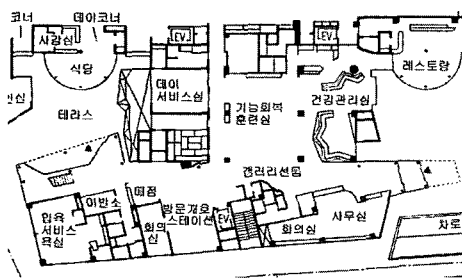 코너
데이코너
사감실
EV
EV
식당
레스토랑
데이
서비스실
건강관리실
테라스
기능회복
훈련실
갤러리선룸
매점
이반소
방문개호
스테이션
입욕
서비스
욕실
회의
실
EV
사무실
회의실
차로